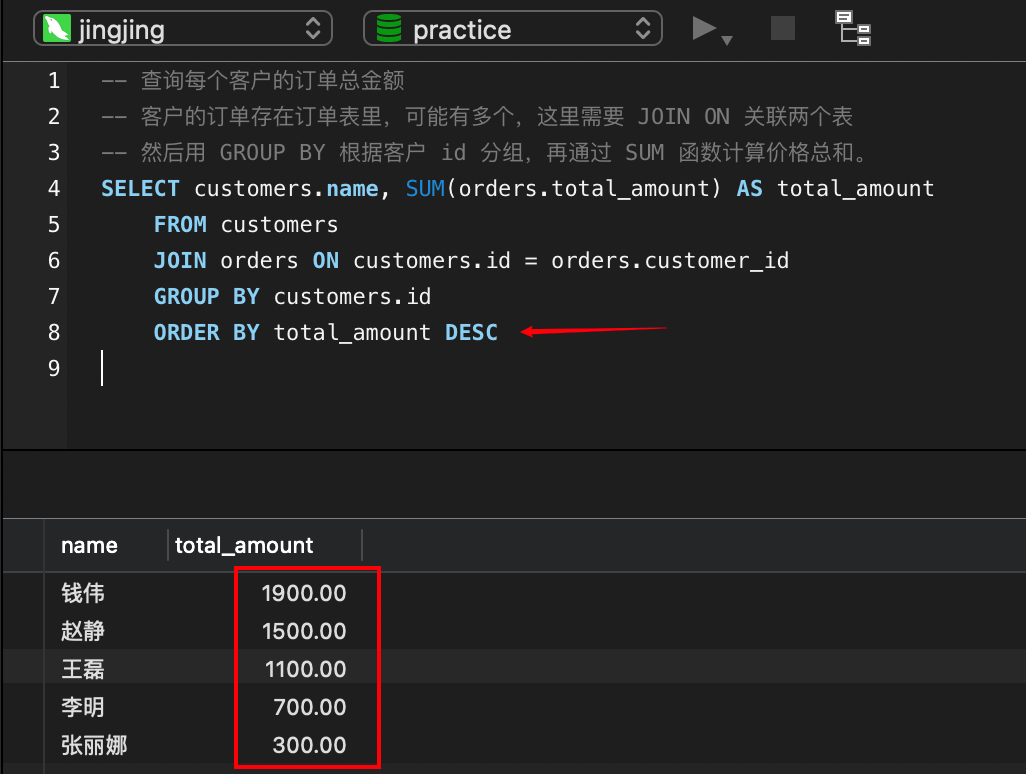 jingjing practice
1 -- 查询每个客户的订单总金额
2 -- 客户的订单存在订单表里，可能有多个，这里需要 JOIN ON 关联两个表
3 -- 然后用 GROUP BY 根据客户 id 分组，再通过 SUM 函数计算价格总和。
4 SELECT customers.name, SUM(orders.total_amount) AS total_amount
5 FROM customers
6 JOIN orders ON customers.id = orders.customer_id
7 GROUP BY customers.id
8 ORDER BY total_amount DESC
9
name total_amount
钱伟 1900.00
赵静 1500.00
王磊 1100.00
李明 700.00
张丽娜 300.00